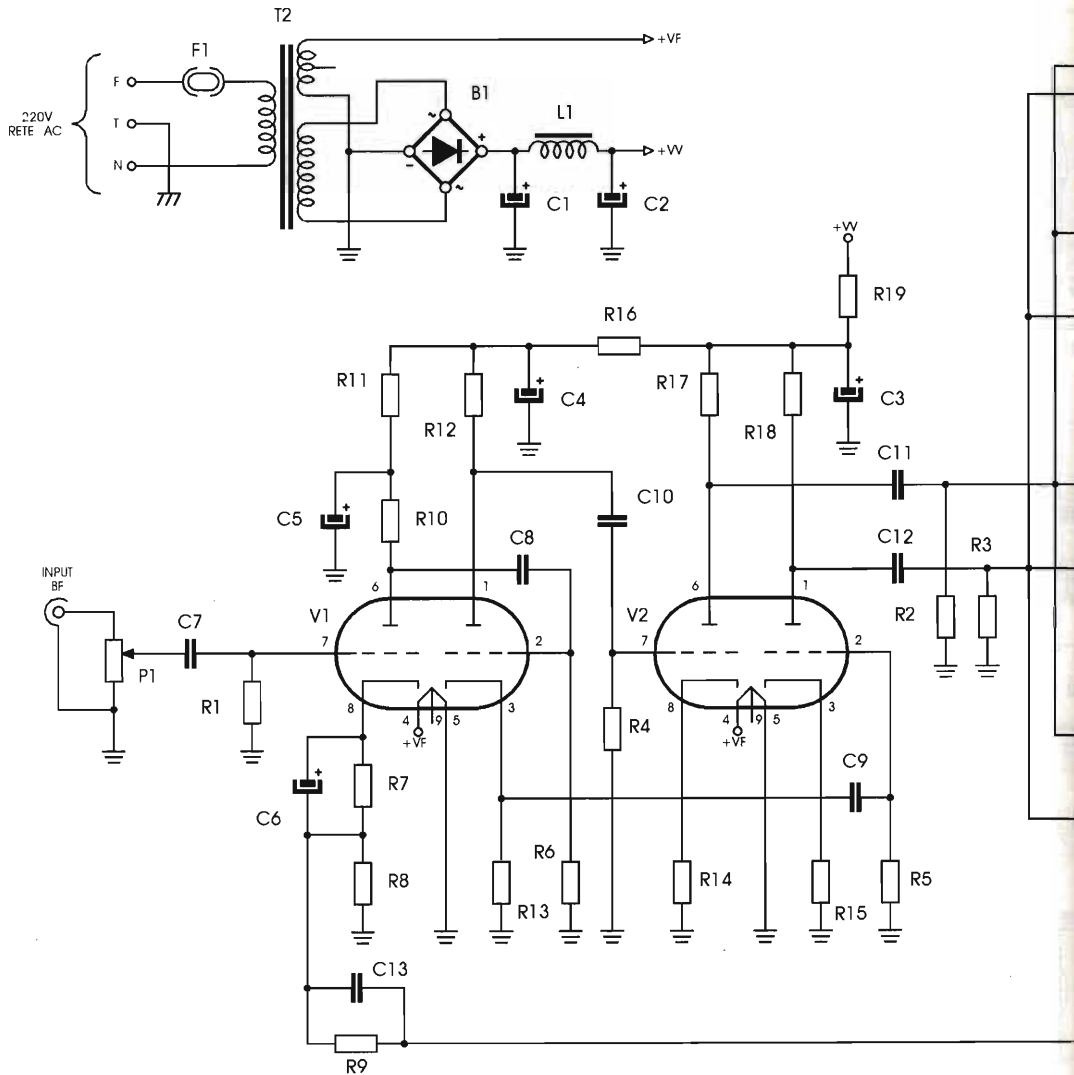 T2
F1
+VF
B1
L1
F
220V
RETE AC
T
+VV
N
C1
C2
+VV
R19
R16
R11
R17
C4
C3
R12
R18
C11
C10
C5
R10
C8
C12
R3
INPUT
BF
6
1
6
1
C7
V1
V2
R2
7
2
7
2
P1
R1
R4
8
4
9
5
3
8
4
9
5
3
+VF
+VF
C9
R7
C6
R6
R8
R14
R5
R13
R15
C13
R9